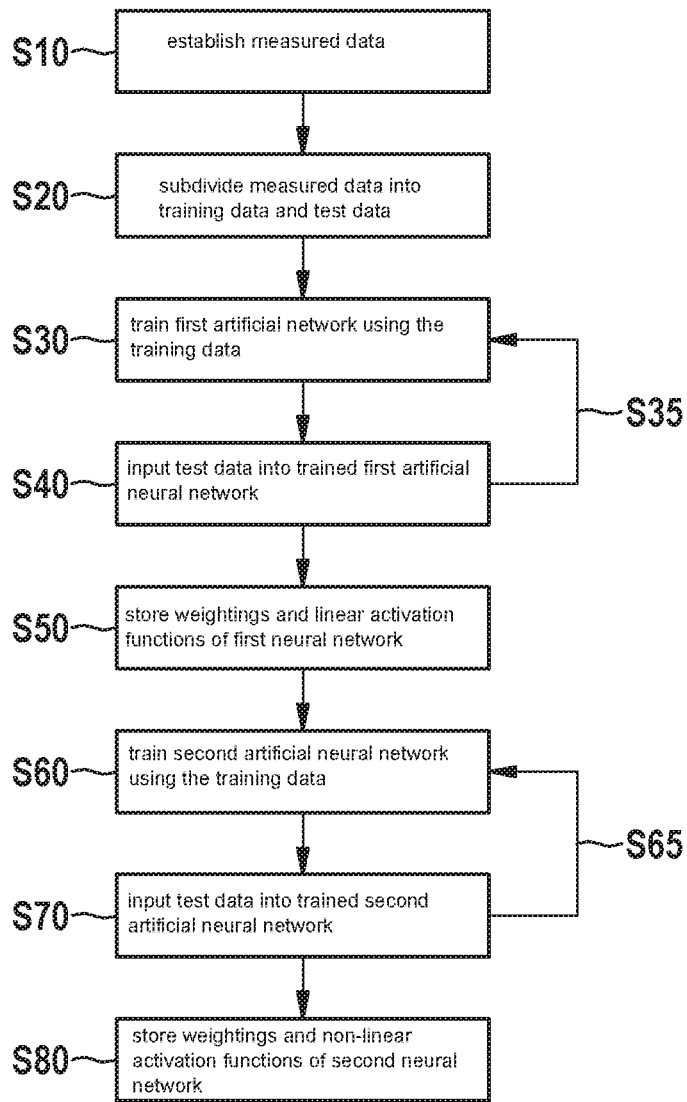 S10
establish measured data
S20
subdivide measured data into
training data and test data
S30
train first artificial network using the
training data
S35
S40
input test data into trained first artificial
neural network
S50
store weightings and linear activation
functions of first neural network
S60
train second artificial neural network
using the training data
S65
S70
input test data into trained second
artificial neural network
S80
store weightings and non-linear
activation functions of second neural
network